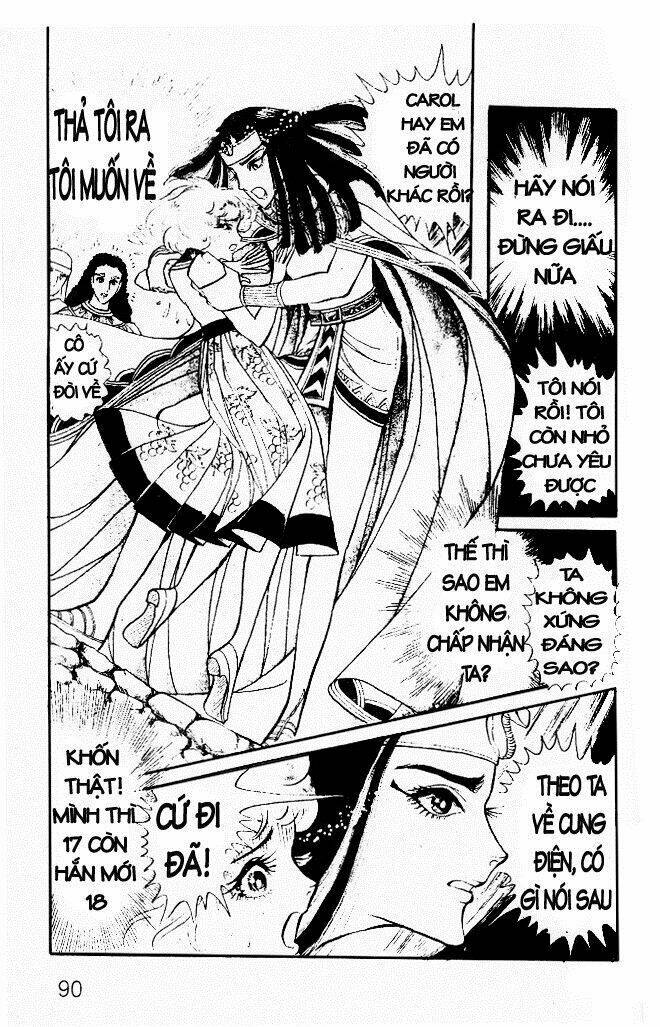 HÃY NÓI
RA ĐI....
ĐỪNG GIẤU
NỮA
CAROL
HAY EM
ĐÃ CÓ
NGƯỜI
KHÁC RỒI?
THẢ TÔI RA
TÔI MUỐN VỀ
TÔI NÓI
RỒI! TÔI
CÒN NHỎ
CHƯA YÊU
ĐƯỢC
CÔ
ẤY CỨ
ĐÒI VỀ
TA
KHÔNG
XỨNG
ĐÁNG
SAO?
THẾ THÌ
SAO EM
KHÔNG
CHẤP NHẬN
TA?
THEO TA
VỀ CUNG
ĐIỆN, CÓ
GÌ NÓI SAU
CỨ ĐI
ĐÃ!
KHỐN
THẬT!
MÌNH THÌ
17 CÒN
HẮN MỚI
18
90